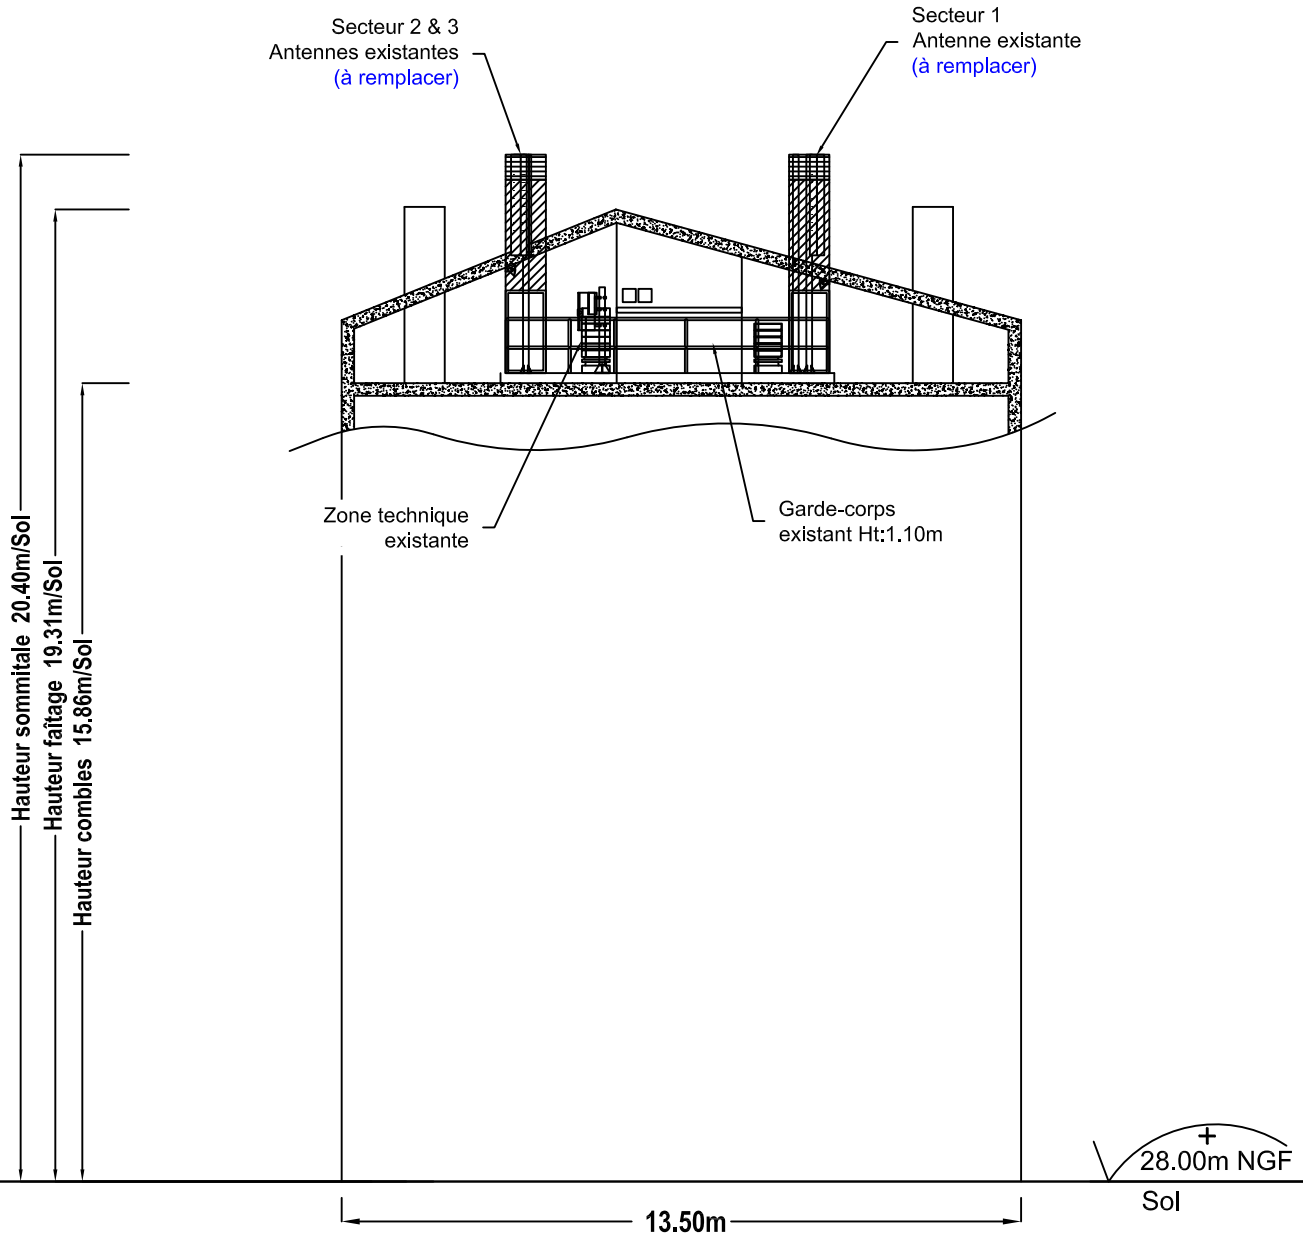 Secteur 2 & 3
Antennes existantes
(à remplacer)
Secteur 1
Antenne existante
(à remplacer)
Zone technique
existante
Garde-corps
existant Ht:1.10m
Hauteur sommitale 20.40m/Sol
Hauteur faîtage 19.31m/Sol
Hauteur combles 15.86m/Sol
28.00m NGF
Sol
13.50m